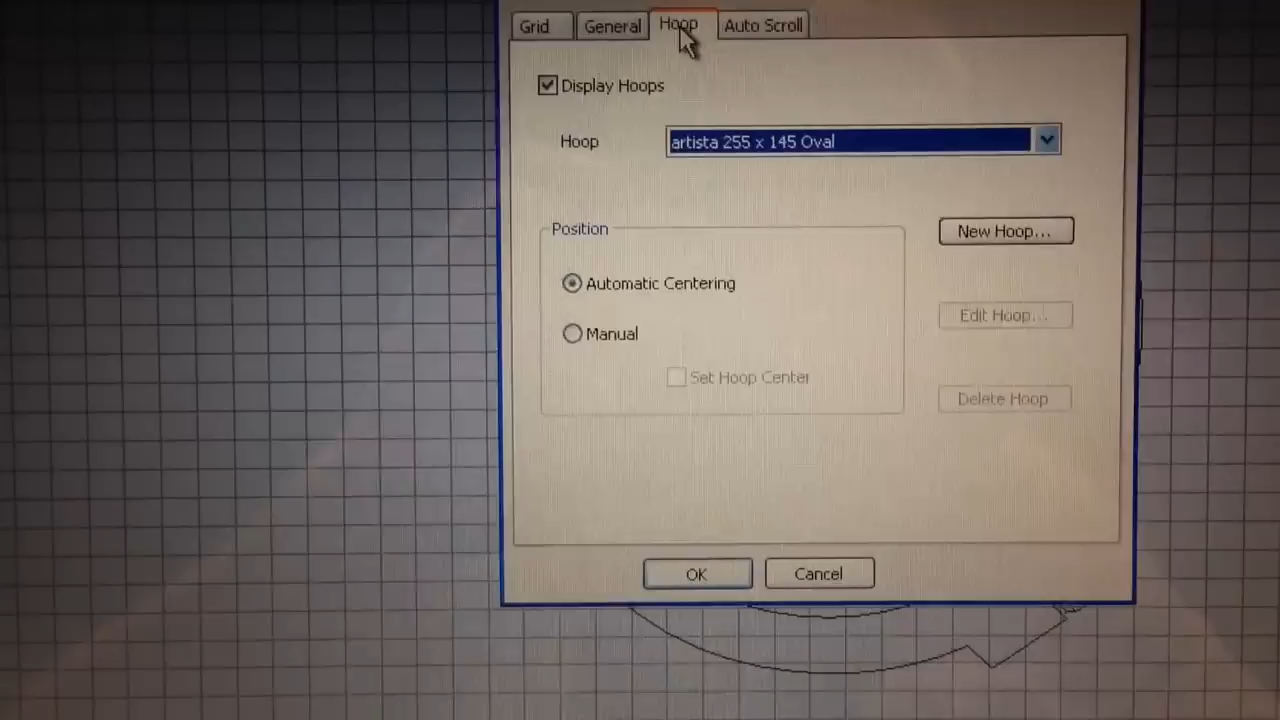 Grid General Hoop Auto Scroll
Display Hoops
Hoop artista 255 x 145 Oval
Position
New Hoop...
Automatic Centering
Edit Hoop...
Manual
Set Hoop Center
Delete Hoop
OK Cancel